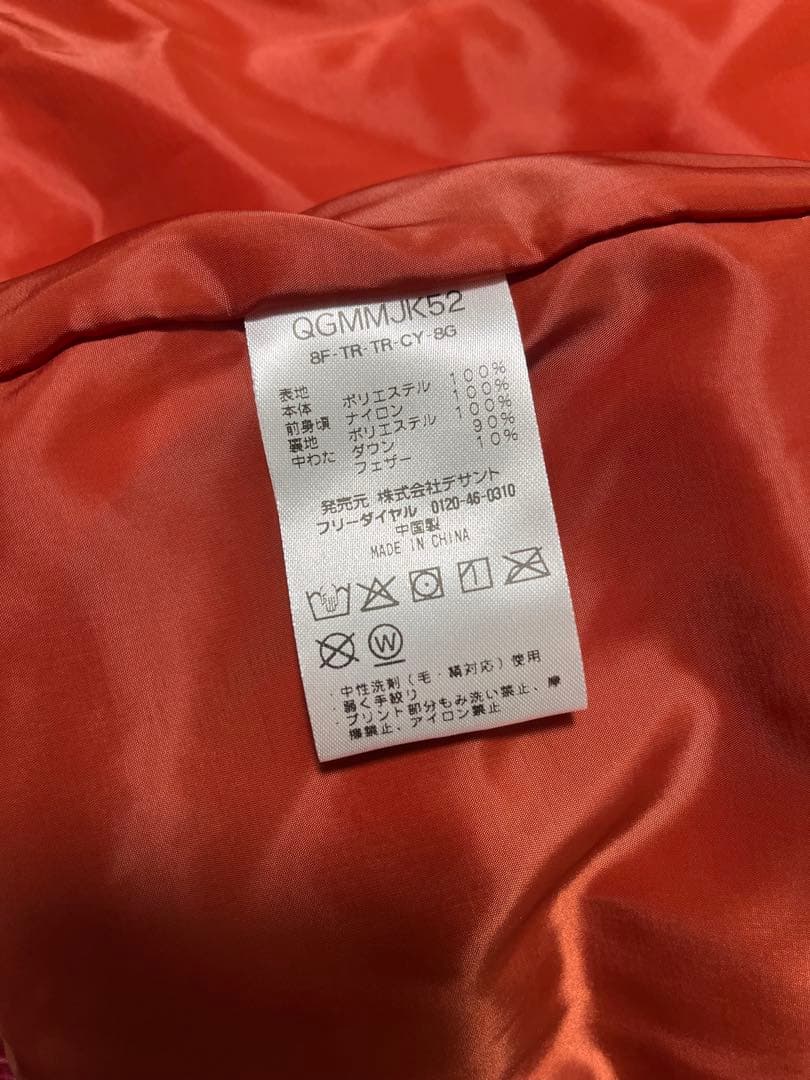 QGMMJK52
8F-TR-TR-CY-8G
表地
本体 ポリエステル 100%
前身頃 ナイロン 100%
裏地 ポリエステル 100%
中わた ダウン 90%
フェザー 10%
発売元 株式会社デサント
フリーダイヤル 0120-46-0310
中国製
MADE IN CHINA
1
W
・中性洗剤(毛・絹対応)使用
・弱く手絞り
・プリント部分もみ洗い禁止、摩
擦禁止、アイロン禁止